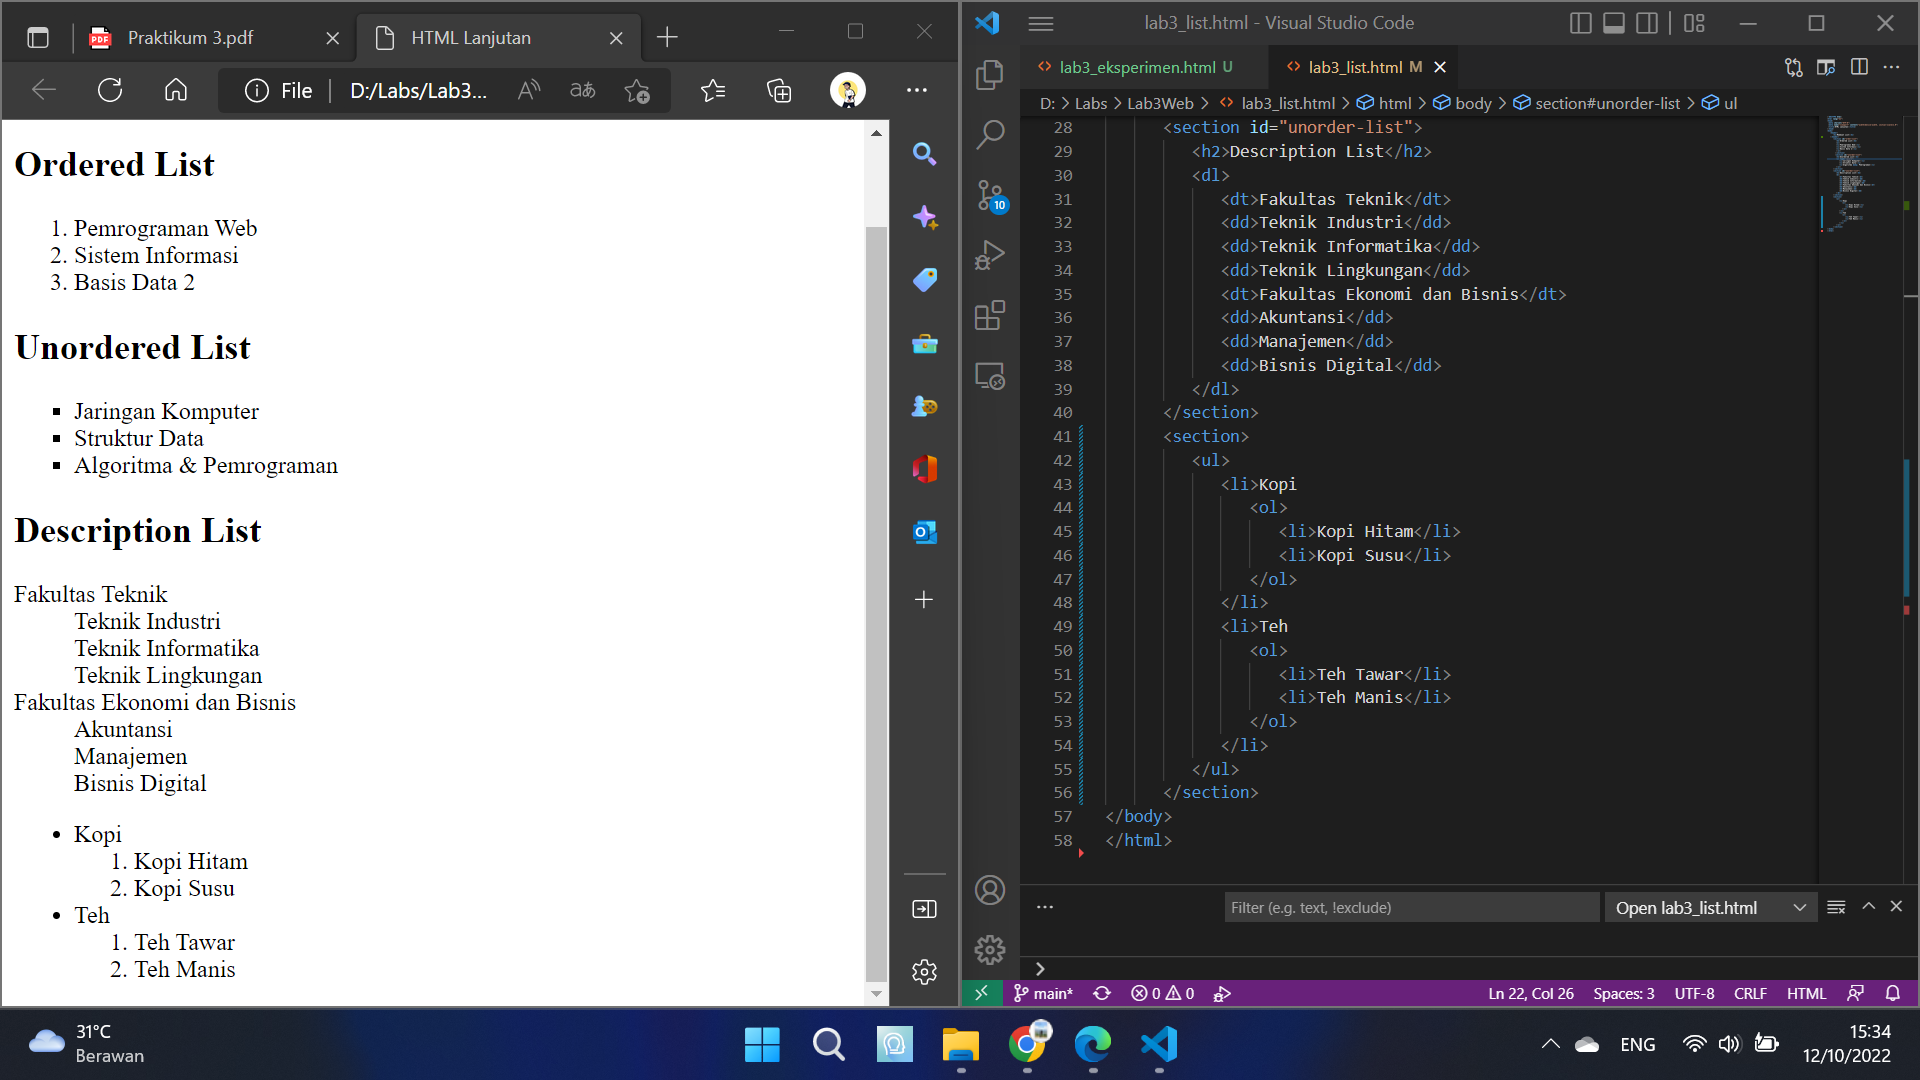 Praktikum 3.pdf
HTML Lanjutan
File
D:/Labs/Lab3...
Ordered List
1. Pemrograman Web
2. Sistem Informasi
3. Basis Data 2
Unordered List
Jaringan Komputer
Struktur Data
Algoritma & Pemrograman
Description List
Fakultas Teknik
Teknik Industri
Teknik Informatika
Teknik Lingkungan
Fakultas Ekonomi dan Bisnis
Akuntansi
Manajemen
Bisnis Digital
Kopi
1. Kopi Hitam
2. Kopi Susu
Teh
1. Teh Tawar
2. Teh Manis
lab3_list.html - Visual Studio Code
lab3_eksperimen.html U
lab3_list.html M
D: > Labs > Lab3Web > lab3_list.html > html > body > section#unorder-list > ul
10
28 <section id="unorder-list">
29 <h2>Description List</h2>
30 <dl>
31 <dt>Fakultas Teknik</dt>
32 <dd>Teknik Industri</dd>
33 <dd>Teknik Informatika</dd>
34 <dd>Teknik Lingkungan</dd>
35 <dt>Fakultas Ekonomi dan Bisnis</dt>
36 <dd>Akuntansi</dd>
37 <dd>Manajemen</dd>
38 <dd>Bisnis Digital</dd>
39 </dl>
40 </section>
41 <section>
42 <ul>
43 <li>Kopi
44 <ol>
45 <li>Kopi Hitam</li>
46 <li>Kopi Susu</li>
47 </ol>
48 </li>
49 <li>Teh
50 <ol>
51 <li>Teh Tawar</li>
52 <li>Teh Manis</li>
53 </ol>
54 </li>
55 </ul>
56 </section>
57 </body>
58 </html>
Filter (e.g. text, !exclude)
Open lab3_list.html
main* 0 0 Ln 22, Col 26 Spaces: 3 UTF-8 CRLF HTML
31°C
Berawan
ENG
15:34
12/10/2022